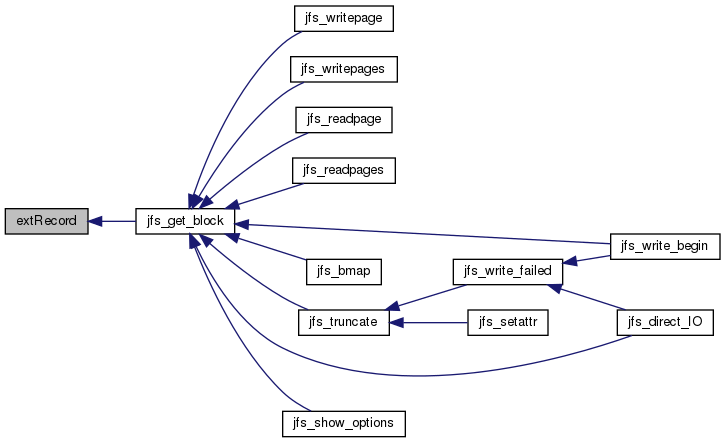 jfs_writepage
jfs_writepages
jfs_readpage
jfs_readpages
extRecord
jfs_get_block
jfs_write_begin
jfs_bmap
jfs_write_failed
jfs_truncate
jfs_setattr
jfs_direct_IO
jfs_show_options